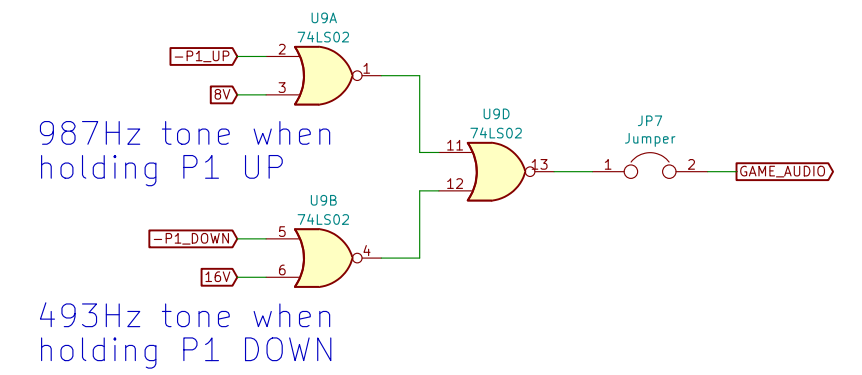 U9A
74LS02
-P1_UP 2 1
8V 3
987Hz tone when
holding P1 UP
U9D
74LS02
11 13
12
JP7
Jumper
1 2 GAME_AUDIO
U9B
74LS02
-P1_DOWN 5 4
16V 6
493Hz tone when
holding P1 DOWN